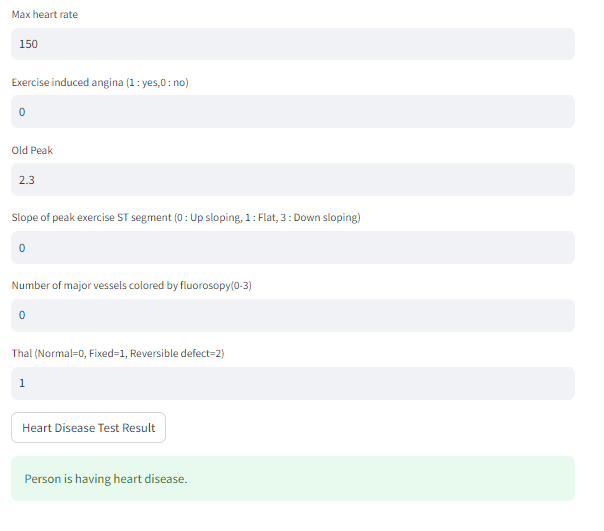 Max heart rate
150
Exercise induced angina (1 : yes,0 : no)
0
Old Peak
2.3
Slope of peak exercise ST segment (0 : Up sloping, 1 : Flat, 3 : Down sloping)
0
Number of major vessels colored by fluorosopy(0-3)
0
Thal (Normal=0, Fixed=1, Reversible defect=2)
1
Heart Disease Test Result
Person is having heart disease.